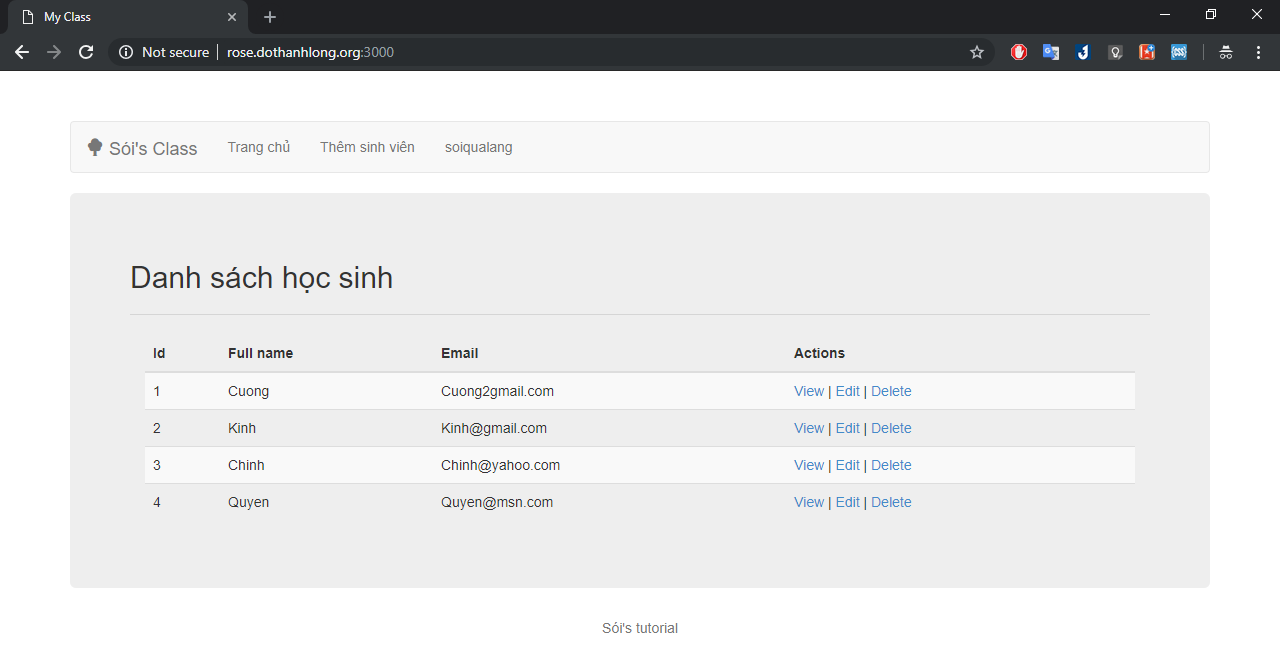 My Class
Not secure | rose.dothanhlong.org:3000
Sói's Class Trang chủ Thêm sinh viên soiqualang
Danh sách học sinh
Id Full name Email Actions
1 Cuong Cuong2gmail.com View | Edit | Delete
2 Kinh Kinh@gmail.com View | Edit | Delete
3 Chinh Chinh@yahoo.com View | Edit | Delete
4 Quyen Quyen@msn.com View | Edit | Delete
Sói's tutorial